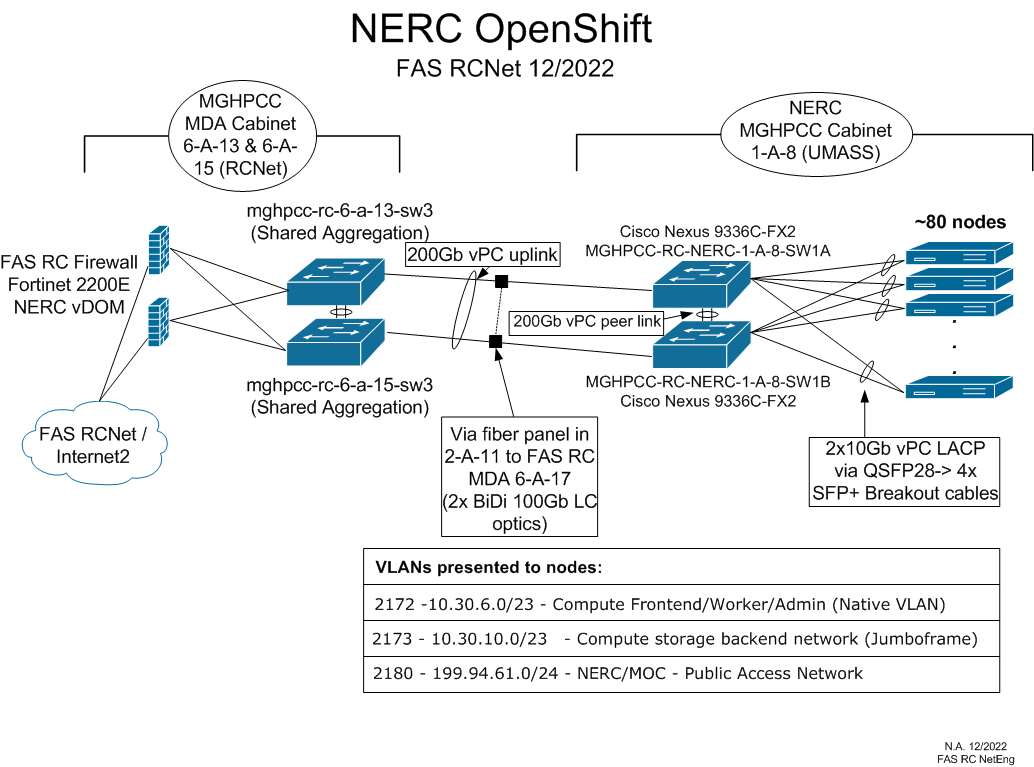 NERC OpenShift
FAS RCNet 12/2022
MGHPCC
MDA Cabinet
6-A-13 & 6-A-
15 (RCNet)
NERC
MGHPCC Cabinet
1-A-8 (UMASS)
mghpcc-rc-6-a-13-sw3
(Shared Aggregation)
200Gb vPC uplink
Cisco Nexus 9336C-FX2
MGHPCC-RC-NERC-1-A-8-SW1A
~80 nodes
FAS RC Firewall
Fortinet 2200E
NERC vDOM
200Gb vPC peer link
mghpcc-rc-6-a-15-sw3
(Shared Aggregation)
MGHPCC-RC-NERC-1-A-8-SW1B
Cisco Nexus 9336C-FX2
FAS RCNet /
Internet2
Via fiber panel in
2-A-11 to FAS RC
MDA 6-A-17
(2x BiDi 100Gb LC
optics)
2x10Gb vPC LACP
via QSFP28-> 4x
SFP+ Breakout cables
VLANs presented to nodes:
2172 -10.30.6.0/23 - Compute Frontend/Worker/Admin (Native VLAN)
2173 - 10.30.10.0/23 - Compute storage backend network (Jumboframe)
2180 - 199.94.61.0/24 - NERC/MOC - Public Access Network
N.A. 12/2022
FAS RC NetEng